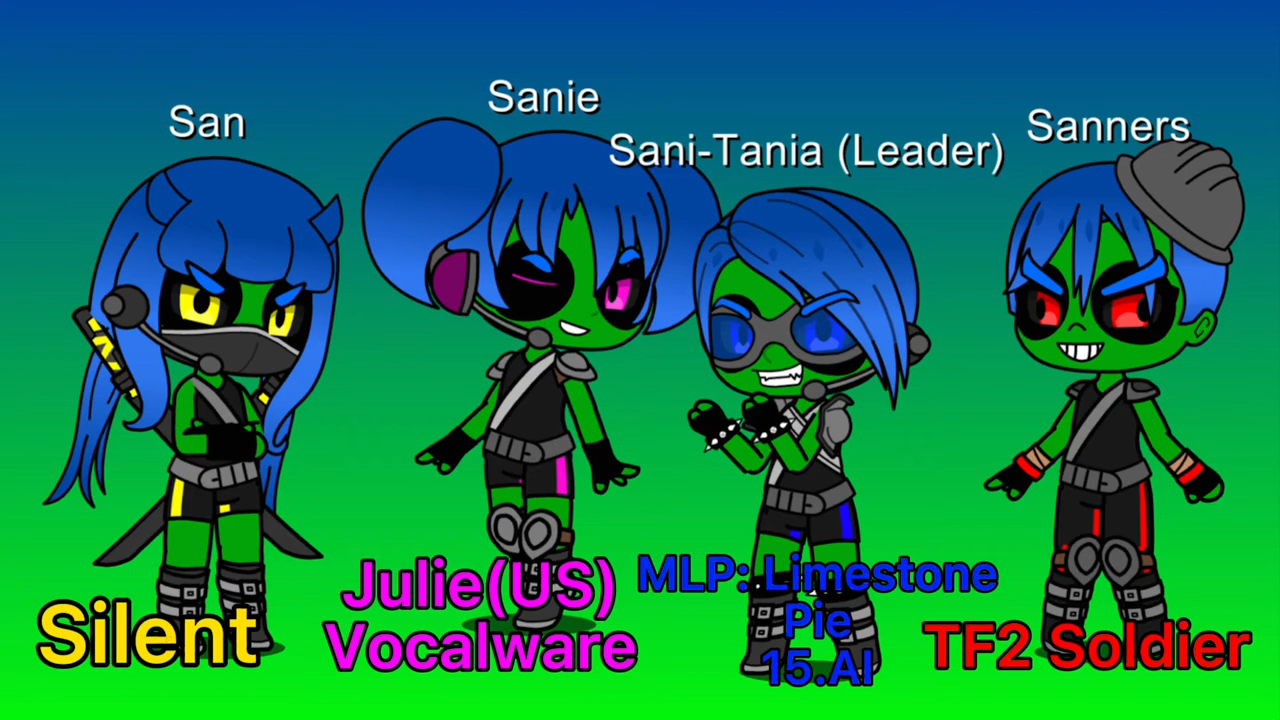 San
Sanie
Sani-Tania (Leader)
Sanners
Silent
Julie(US)
Vocalware
MLP: Limestone
Pie
15.AI
TF2 Soldier